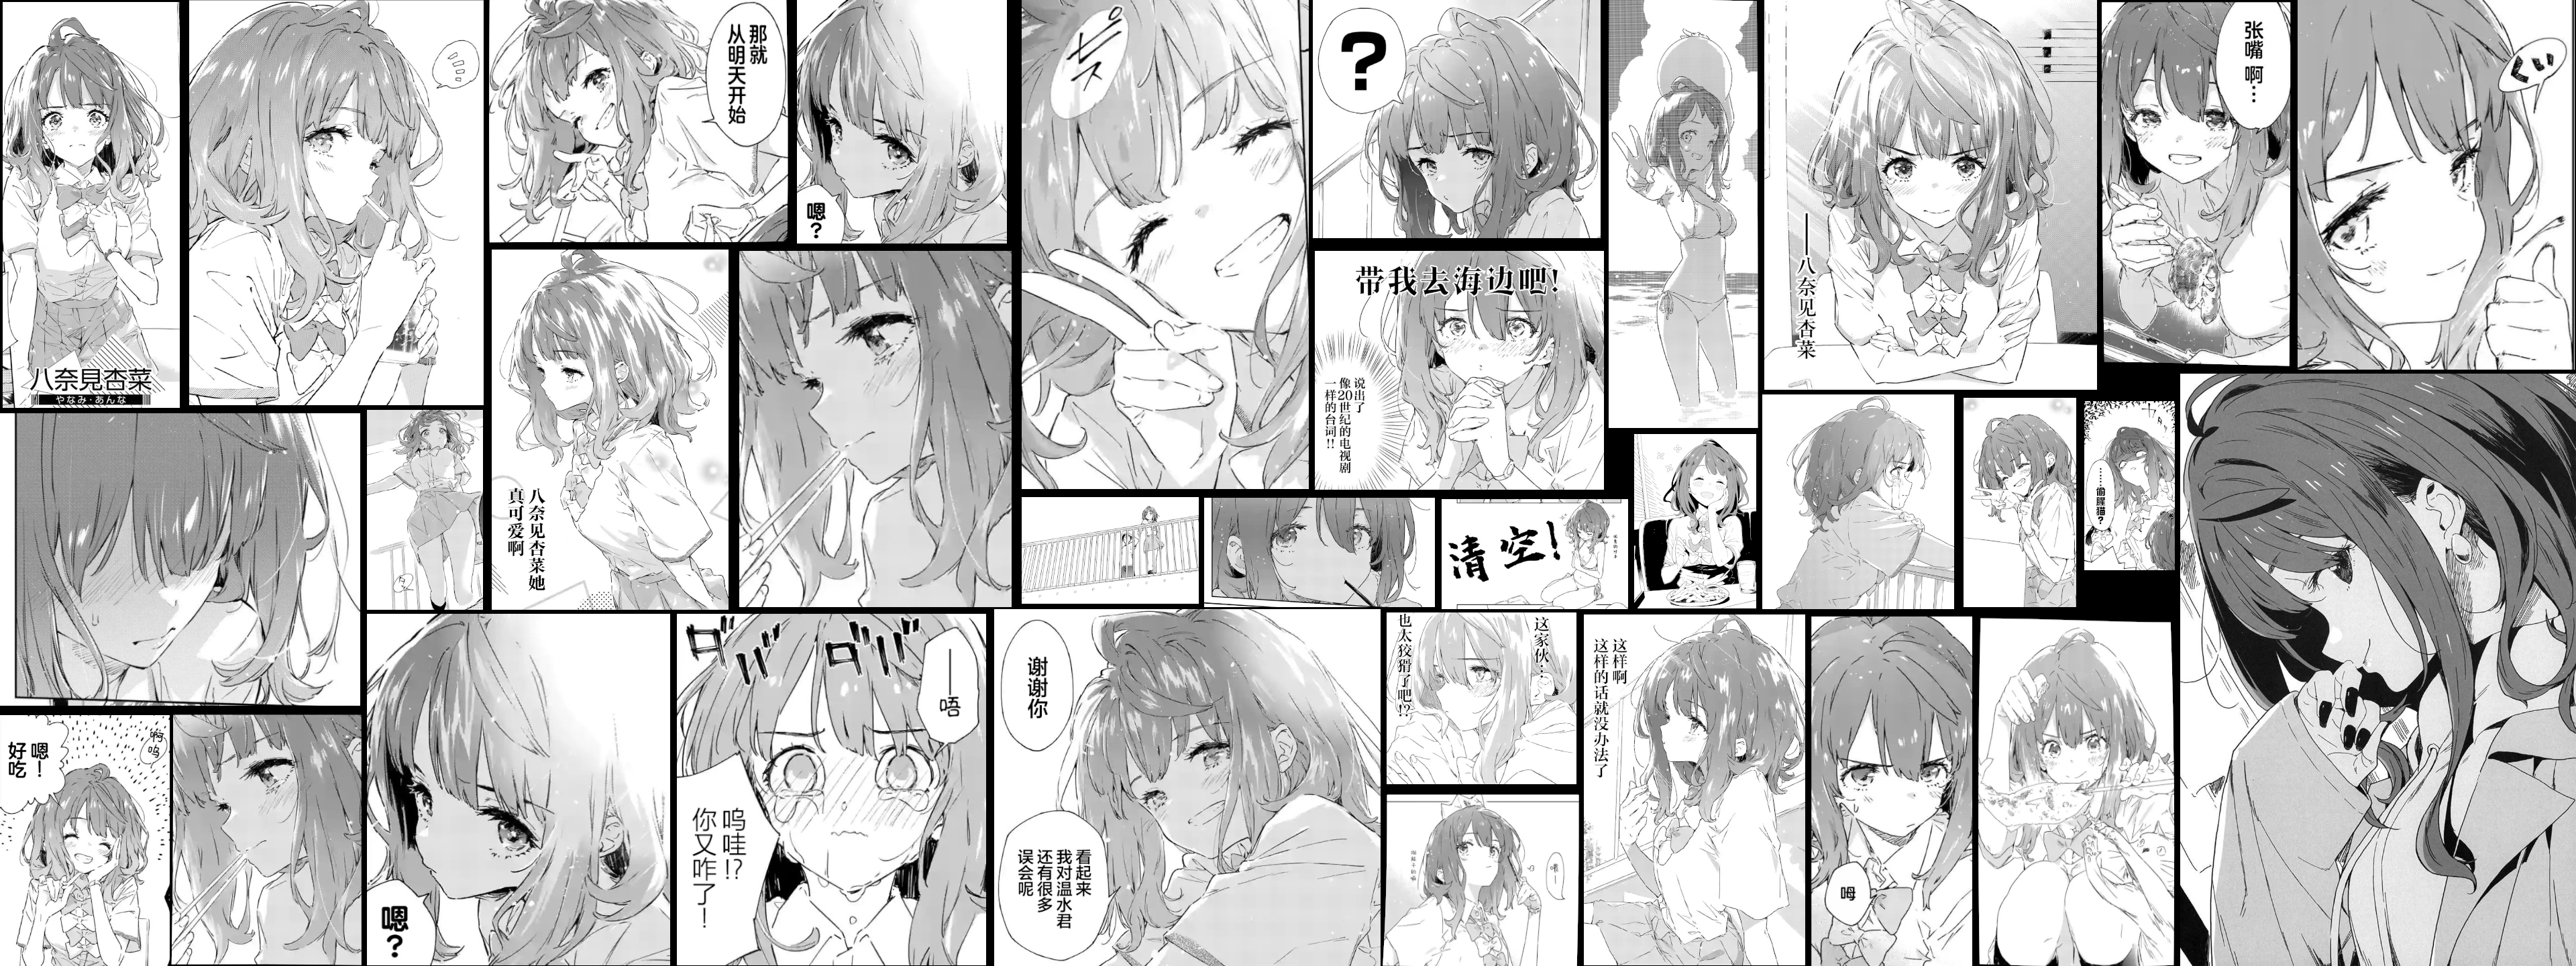 八奈見杏菜
やなみ・あんな
那就
从明天开始
嗯?
?
带我去海边吧!
说出了
像20世纪的电视剧
一样的台词!!
——八奈见杏菜
张嘴 啊…
八奈见杏菜她
真可爱啊
清空!
……偷腥猫?
嗯!
好吃
啊呜
嗯?
——唔
呜哇!?
你又咋了!
谢谢你
看起来
我对温水君
还有很多
误会呢
这家伙…
也太狡猾了吧!?
这样啊
这样的话就没办法了
呣